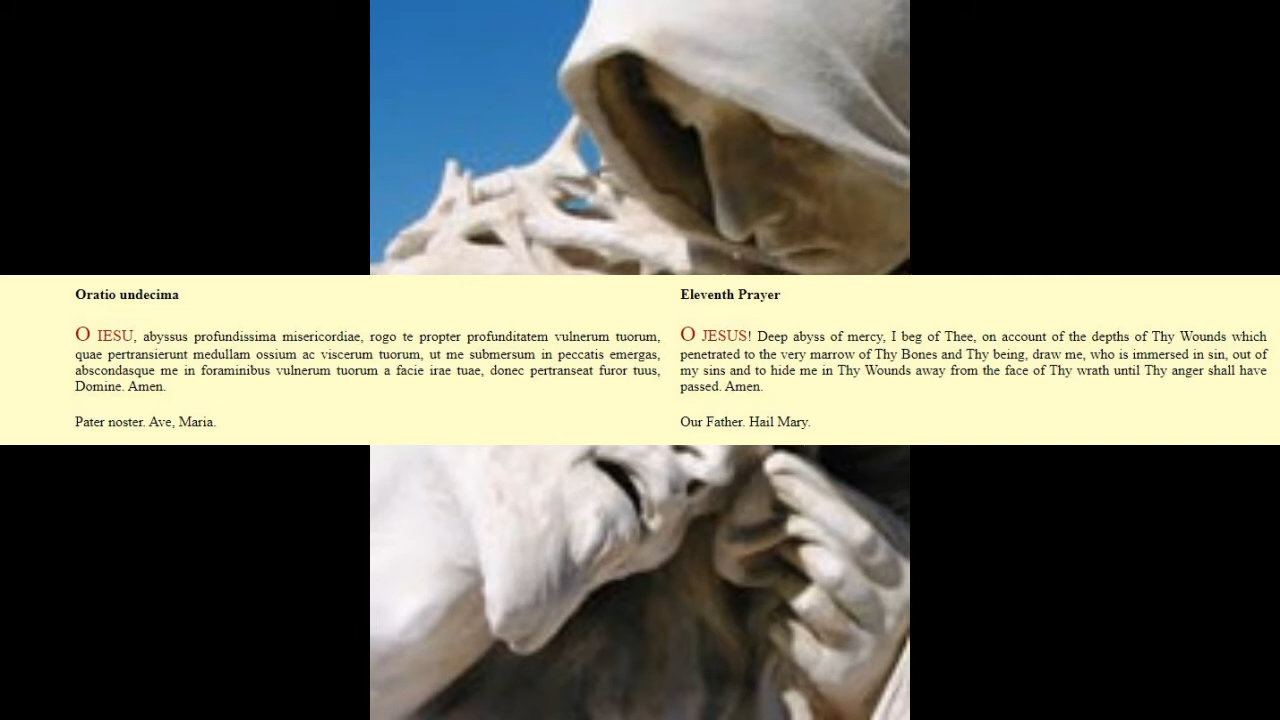 Oratio undecima
O IESU, abyssus profundissima misericordiae, rogo te propter profunditatem vulnerum tuorum,
quae pertransierunt medullam ossium ac viscerum tuorum, ut me submersum in peccatis emergas,
abscondasque me in foraminibus vulnerum tuorum a facie irae tuae, donec pertranseat furor tuus,
Domine. Amen.
Pater noster. Ave, Maria.
Eleventh Prayer
O JESUS! Deep abyss of mercy, I beg of Thee, on account of the depths of Thy Wounds which
penetrated to the very marrow of Thy Bones and Thy being, draw me, who is immersed in sin, out of
my sins and to hide me in Thy Wounds away from the face of Thy wrath until Thy anger shall have
passed. Amen.
Our Father. Hail Mary.